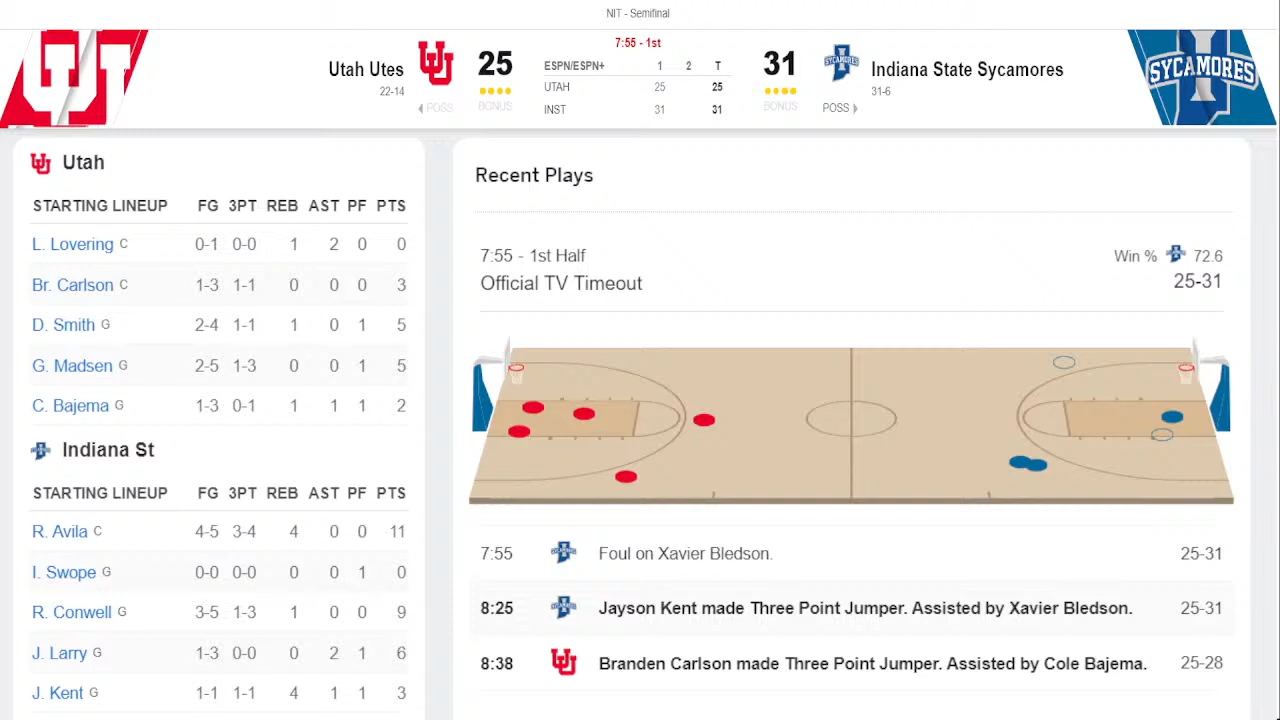 NIT - Semifinal
7:55 - 1st
Utah Utes
22-14
POSS
25
BONUS
ESPN/ESPN+ 1 2 T
UTAH 25 25
INST 31 31
31
BONUS
SYCAMORES
POSS
Indiana State Sycamores
31-6
SYCAMORES
Utah
STARTING LINEUP FG 3PT REB AST PF PTS
L. Lovering C 0-1 0-0 1 2 0 0
Br. Carlson C 1-3 1-1 0 0 0 3
D. Smith G 2-4 1-1 1 0 1 5
G. Madsen G 2-5 1-3 0 0 1 5
C. Bajema G 1-3 0-1 1 1 1 2
Indiana St
STARTING LINEUP FG 3PT REB AST PF PTS
R. Avila C 4-5 3-4 4 0 0 11
I. Swope G 0-0 0-0 0 0 1 0
R. Conwell G 3-5 1-3 1 0 0 9
J. Larry G 1-3 0-0 0 2 1 6
J. Kent G 1-1 1-1 4 1 1 3
Recent Plays
7:55 - 1st Half
Official TV Timeout
Win % 72.6
25-31
7:55 Foul on Xavier Bledson. 25-31
8:25 Jayson Kent made Three Point Jumper. Assisted by Xavier Bledson. 25-31
8:38 Branden Carlson made Three Point Jumper. Assisted by Cole Bajema. 25-28